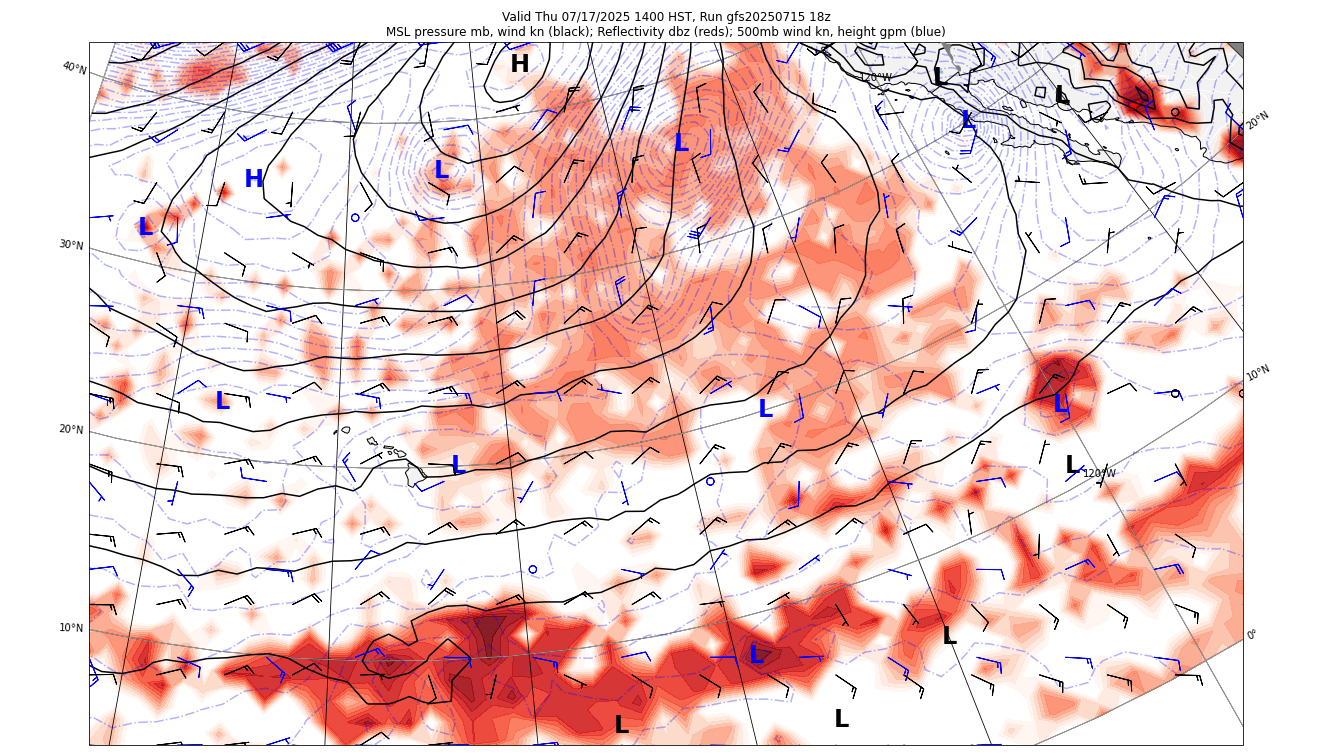 Valid Thu 07/17/2025 1400 HST, Run gfs20250715 18z
MSL pressure mb, wind kn (black); Reflectivity dbz (reds); 500mb wind kn, height gpm (blue)
40°N
H
120°W
L
L
20°N
L
L
L
H
L
30°N
10°N
L
L
L
20°N
L
L
120°W
10°N
L
0°
L
L
L